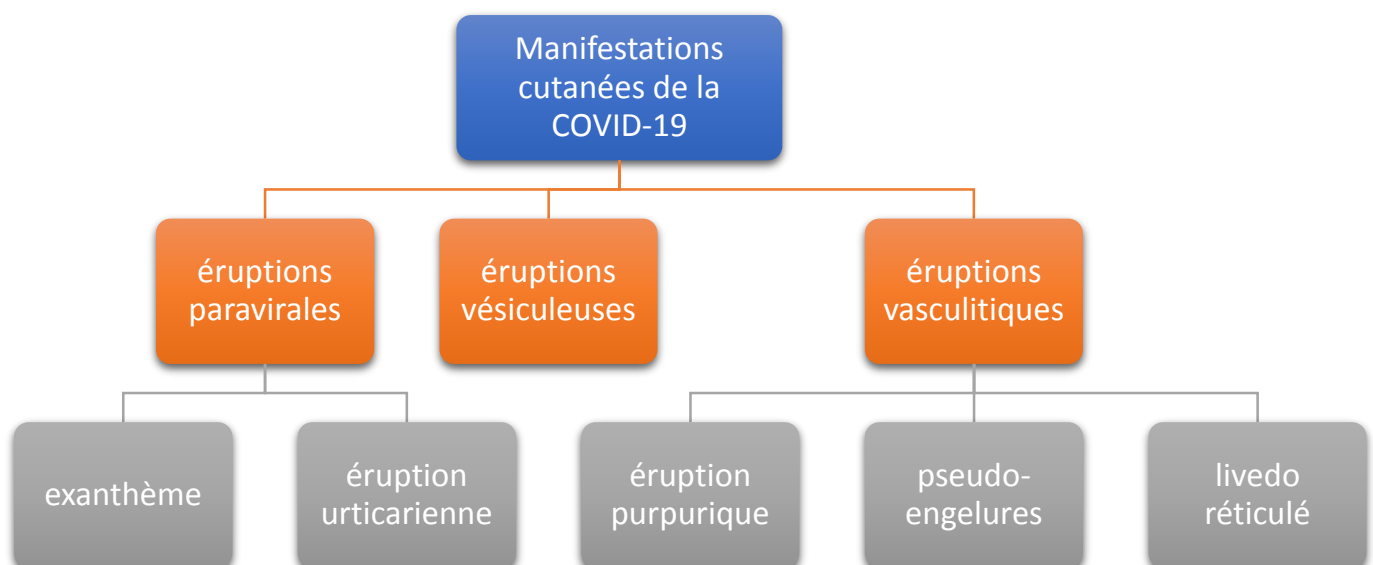 Manifestations
cutanées de la
COVID-19
éruptions
paravirales
éruptions
vésiculeuses
éruptions
vasculitiques
exanthème
éruption
urticarienne
éruption
purpurique
pseudo-
engelures
livedo
réticulé